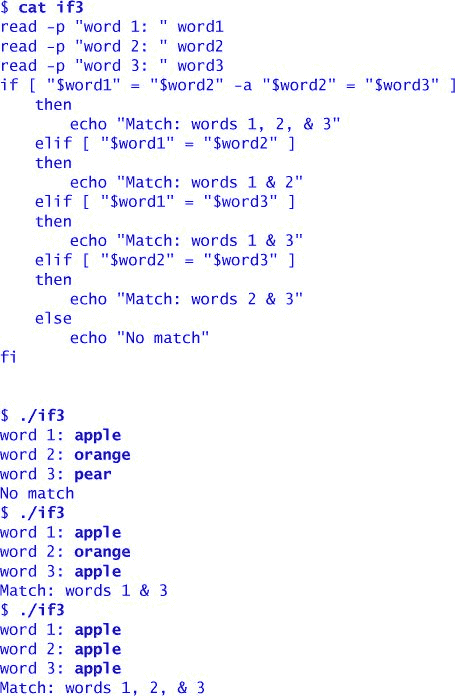 $ cat if3
read -p "word 1: " word1
read -p "word 2: " word2
read -p "word 3: " word3
if [ "$word1" = "$word2" -a "$word2" = "$word3" ]
    then
        echo "Match: words 1, 2, & 3"
    elif [ "$word1" = "$word2" ]
    then
        echo "Match: words 1 & 2"
    elif [ "$word1" = "$word3" ]
    then
        echo "Match: words 1 & 3"
    elif [ "$word2" = "$word3" ]
    then
        echo "Match: words 2 & 3"
    else
        echo "No match"
fi
$ ./if3
word 1: apple
word 2: orange
word 3: pear
No match
$ ./if3
word 1: apple
word 2: orange
word 3: apple
Match: words 1 & 3
$ ./if3
word 1: apple
word 2: apple
word 3: apple
Match: words 1, 2, & 3